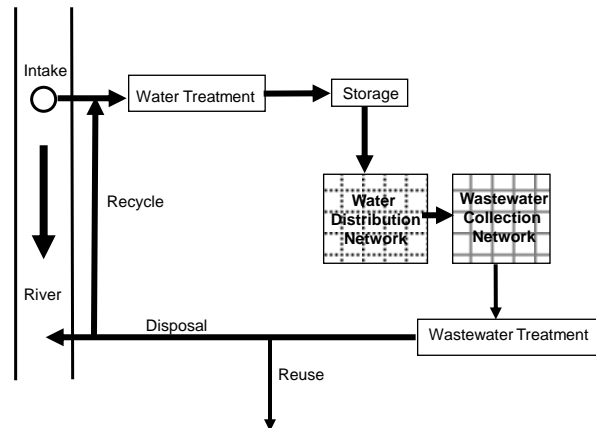 Intake
Water Treatment
Storage
Recycle
Water
Distribution
Network
Wastewater
Collection
Network
River
Disposal
Wastewater Treatment
Reuse